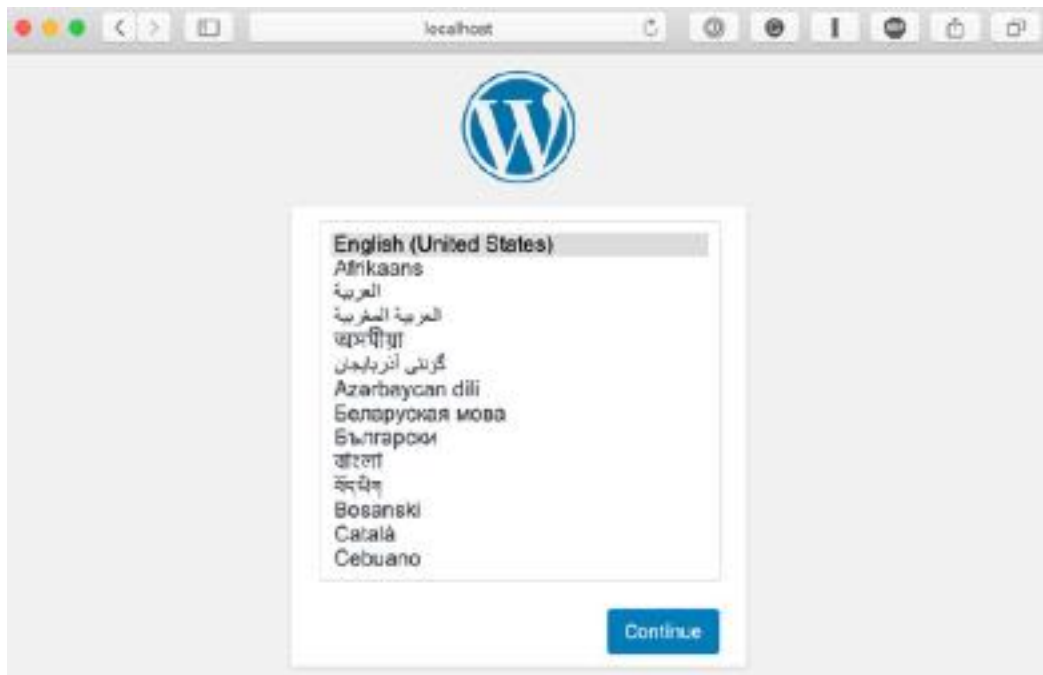 localhost
English (United States)
Afrikaans
العربية
العربية المغربية
অসমীয়া
گؤنئی آذربایجان
Azərbaycan dili
Беларуская мова
Български
বাংলা
བོད་ཡིག
Bosanski
Català
Cebuano
Continue